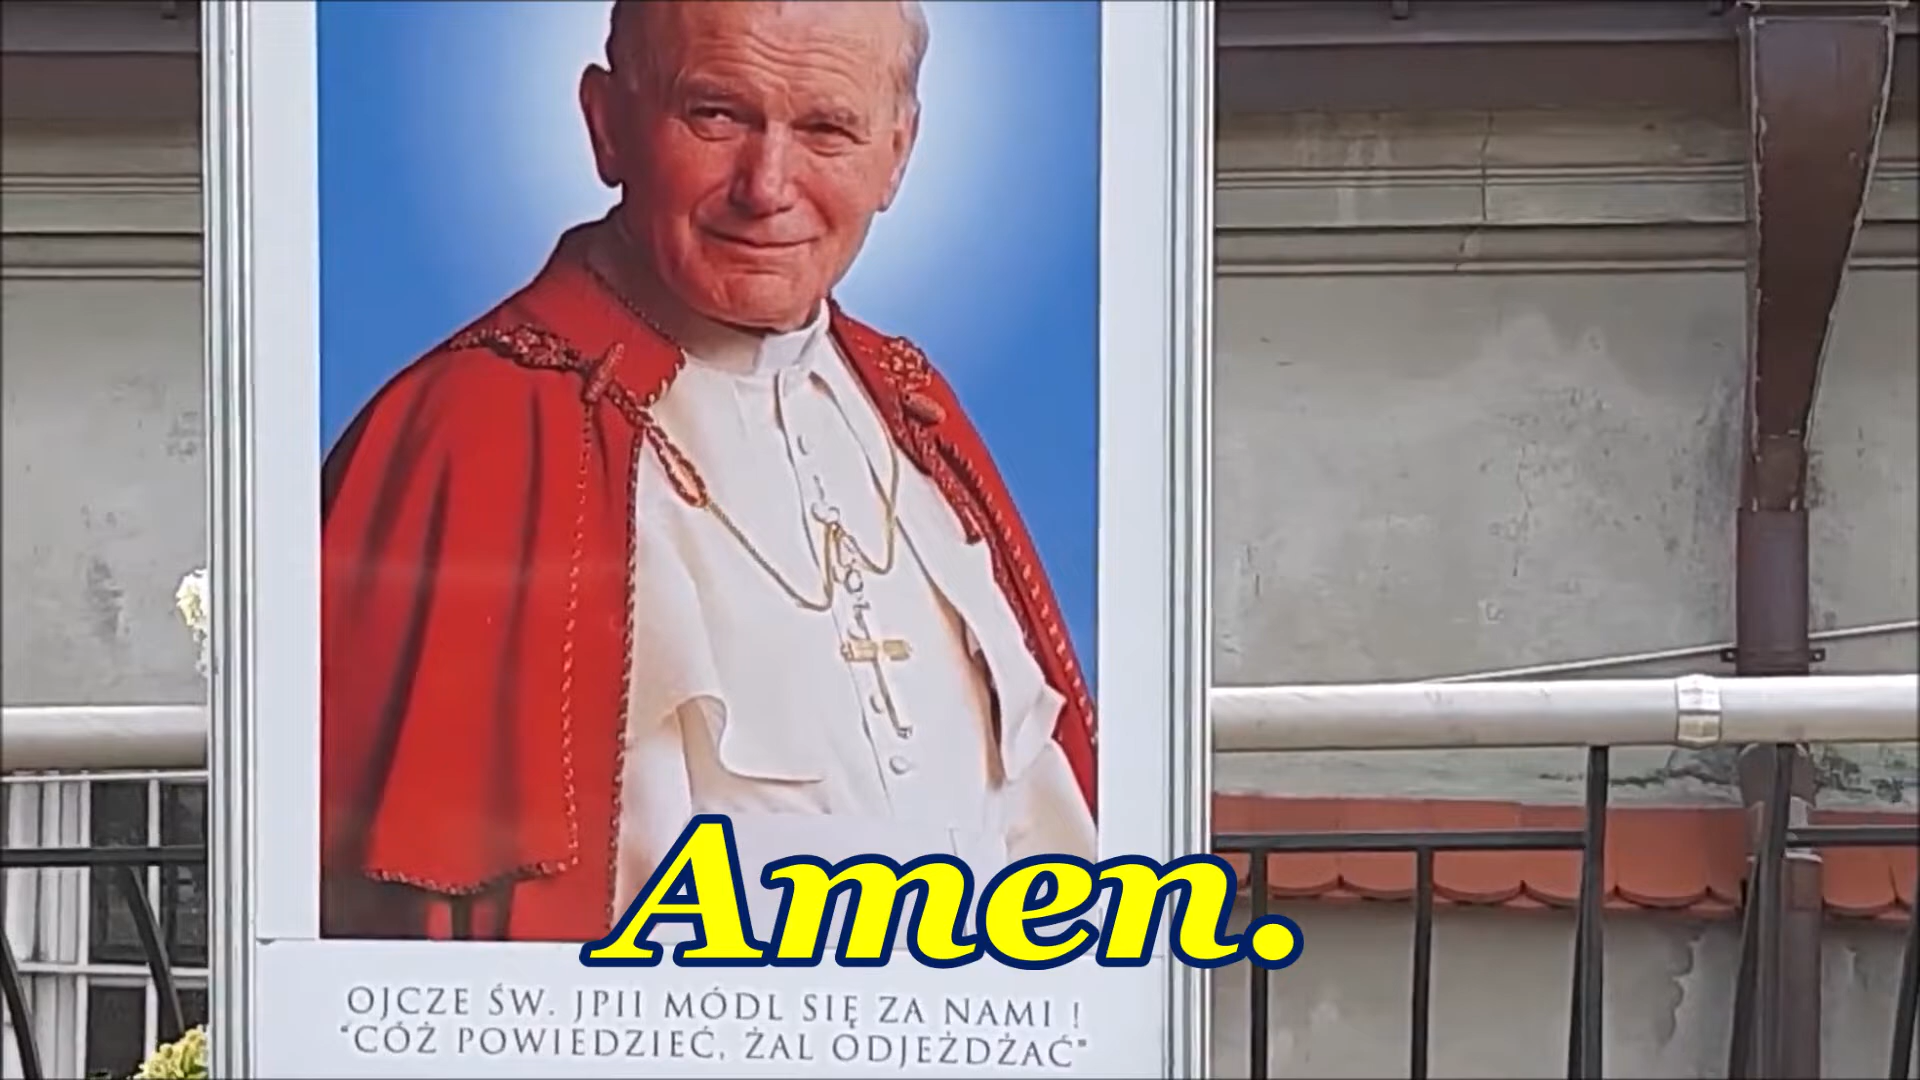 Amen.
OJCZE ŚW. JPII MÓDL SIĘ ZA NAMI !
"CÓŻ POWIEDZIEĆ, ŻAL ODJEŻDŻAĆ"